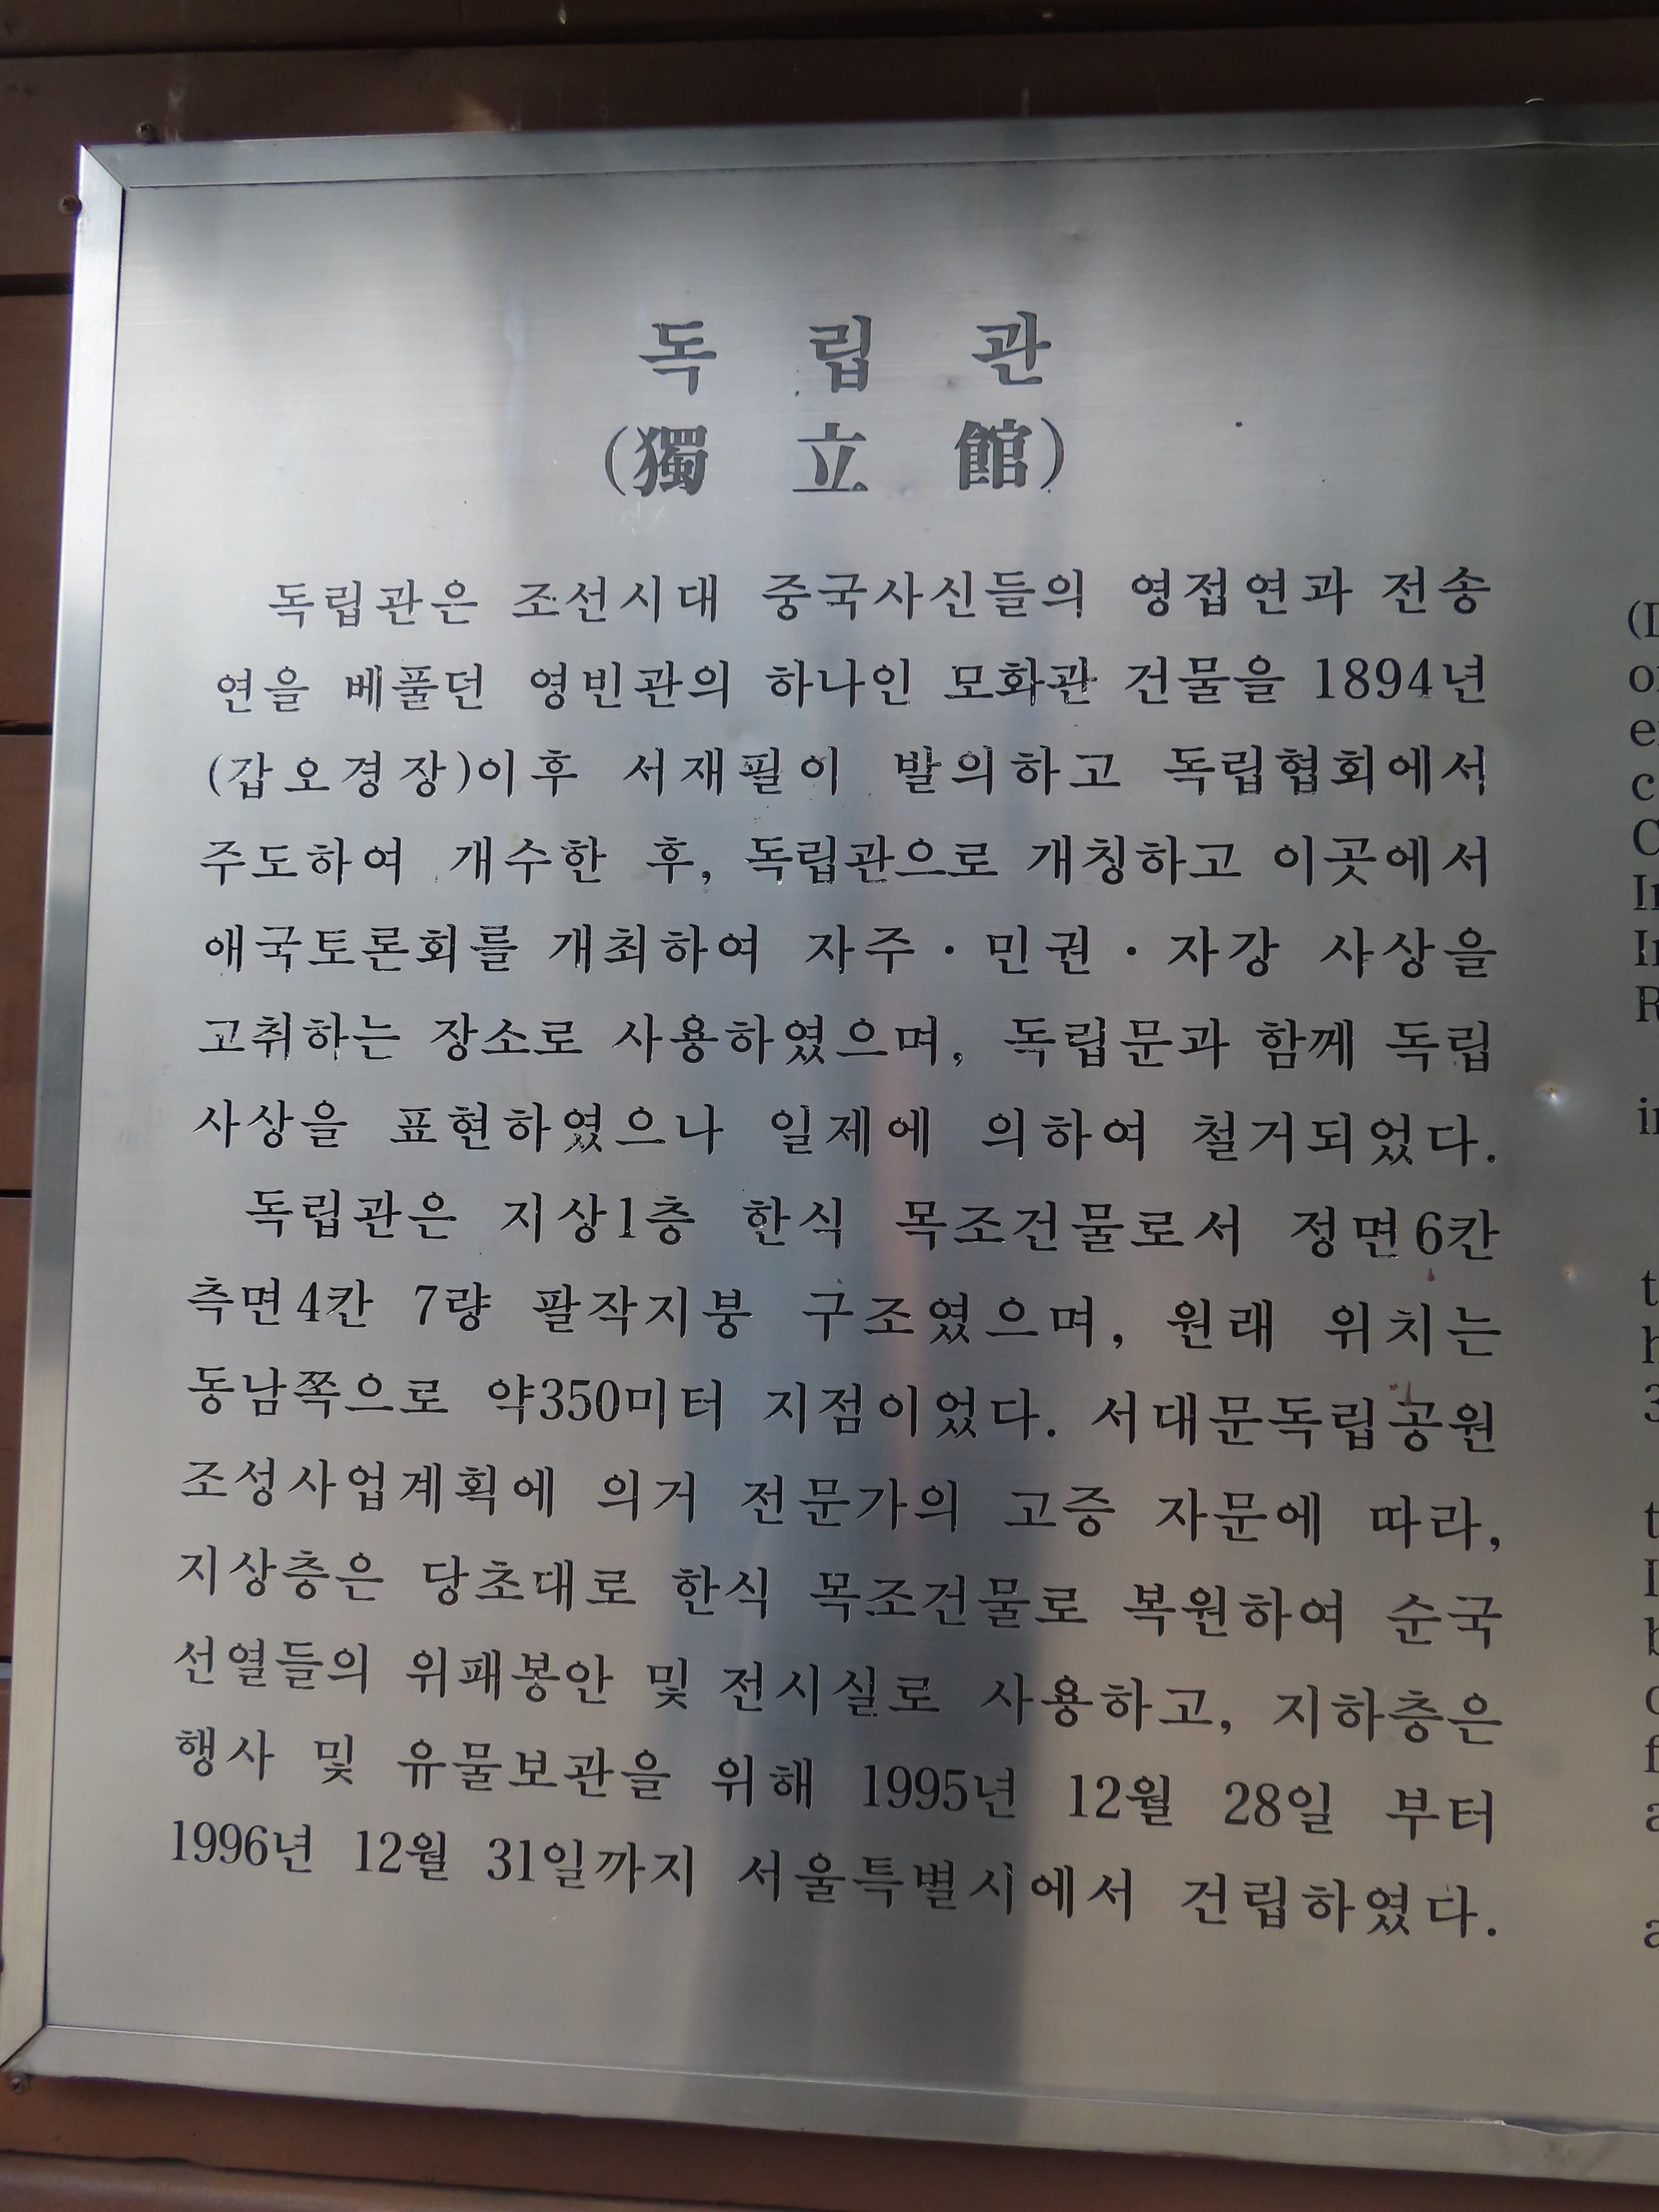 독 립 관
(獨 立 館)
독립관은 조선시대 중국사신들의 영접연과 전송
연을 베풀던 영빈관의 하나인 모화관 건물을 1894년
(갑오경장)이후 서재필이 발의하고 독립협회에서
주도하여 개수한 후, 독립관으로 개칭하고 이곳에서
애국토론회를 개최하여 자주·민권·자강 사상을
고취하는 장소로 사용하였으며, 독립문과 함께 독립
사상을 표현하였으나 일제에 의하여 철거되었다.
독립관은 지상1층 한식 목조건물로서 정면6칸
측면4칸 7량 팔작지붕 구조였으며, 원래 위치는
동남쪽으로 약350미터 지점이었다. 서대문독립공원
조성사업계획에 의거 전문가의 고증 자문에 따라,
지상층은 당초대로 한식 목조건물로 복원하여 순국
선열들의 위패봉안 및 전시실로 사용하고, 지하층은
행사 및 유물보관을 위해 1995년 12월 28일 부터
1996년 12월 31일까지 서울특별시에서 건립하였다.